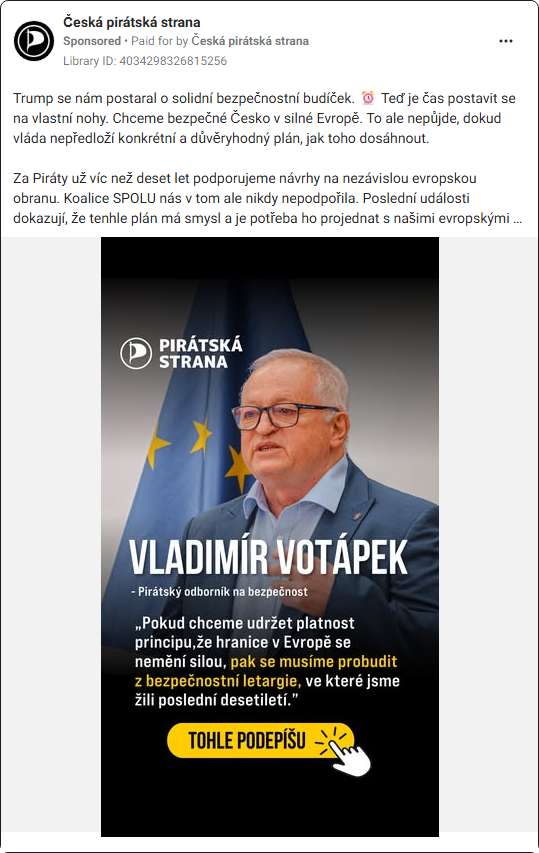 Česká pirátská strana
Sponsored • Paid for by Česká pirátská strana
Library ID: 4034298326815256
Trump se nám postaral o solidní bezpečnostní budíček. ⏰ Teď je čas postavit se
na vlastní nohy. Chceme bezpečné Česko v silné Evropě. To ale nepůjde, dokud
vláda nepředloží konkrétní a důvěryhodný plán, jak toho dosáhnout.
Za Piráty už víc než deset let podporujeme návrhy na nezávislou evropskou
obranu. Koalice SPOLU nás v tom ale nikdy nepodpořila. Poslední události
dokazují, že tenhle plán má smysl a je potřeba ho projednat s našimi evropskými ...
PIRÁTSKÁ
STRANA
VLADIMÍR VOTÁPEK
- Pirátský odborník na bezpečnost
„Pokud chceme udržet platnost
principu,že hranice v Evropě se
nemění silou, pak se musíme probudit
z bezpečnostní letargie, ve které jsme
žili poslední desetiletí.”
TOHLE PODEPÍŠU